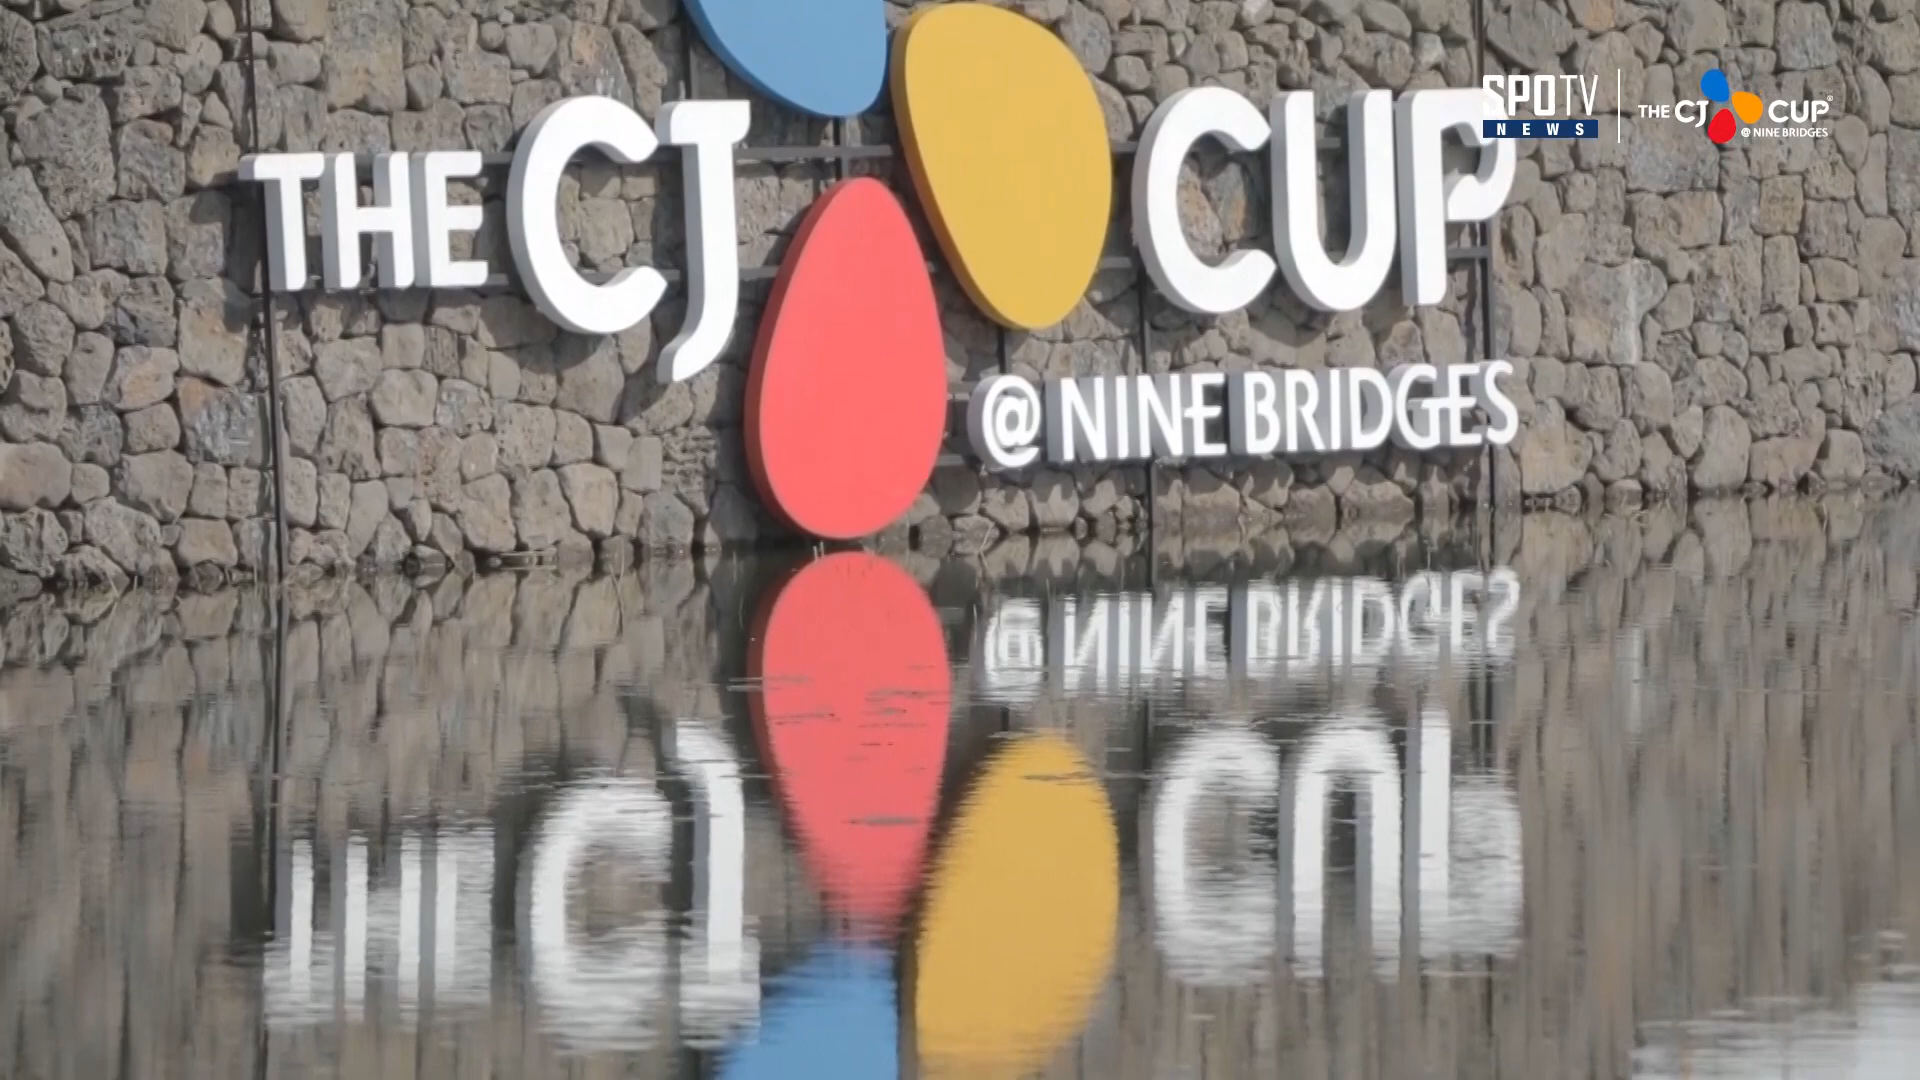 THE CJ CUP
@ NINE BRIDGES
SPOTV
NEWS
THE CJ CUP®
@ NINE BRIDGES